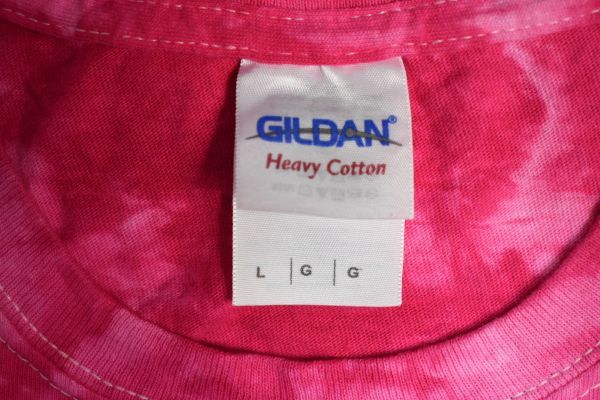 GILDAN®
Heavy Cotton
L | G | G